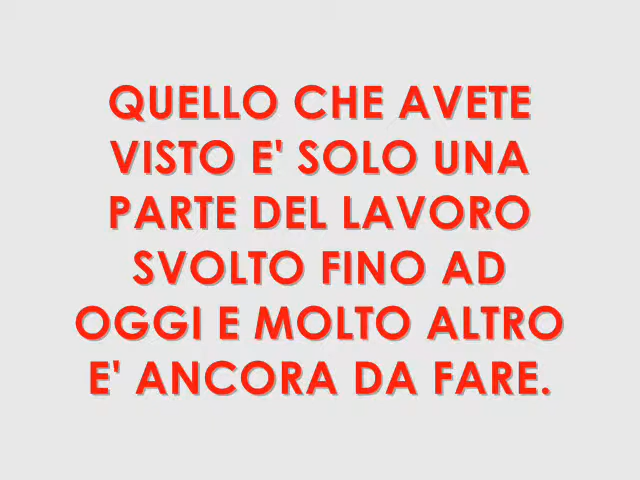 QUELLO CHE AVETE
VISTO E' SOLO UNA
PARTE DEL LAVORO
SVOLTO FINO AD
OGGI E MOLTO ALTRO
E' ANCORA DA FARE.